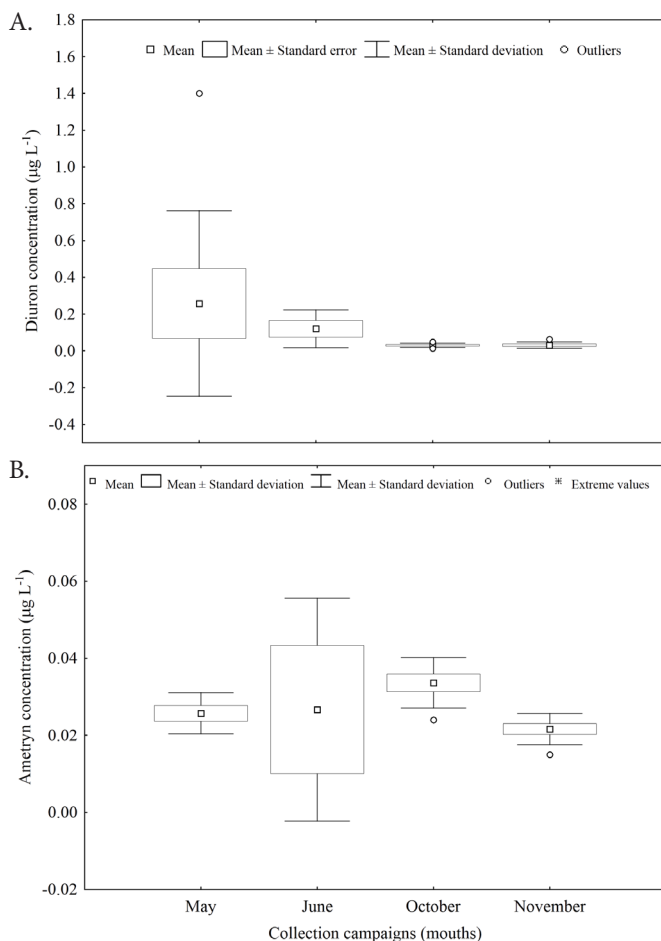 A.
1.8
Mean Mean ± Standard error Mean ± Standard deviation Outliers
1.6
1.4
1.2
1.0
0.8
0.6
0.4
0.2
0.0
-0.2
-0.4
Diuron concentration (µg L-1)
B.
Mean Mean ± Standard deviation Mean ± Standard deviation Outliers Extreme values
0.08
0.06
0.04
0.02
0.00
-0.02
Ametryn concentration (µg L-1)
May June October November
Collection campaigns (mouths)